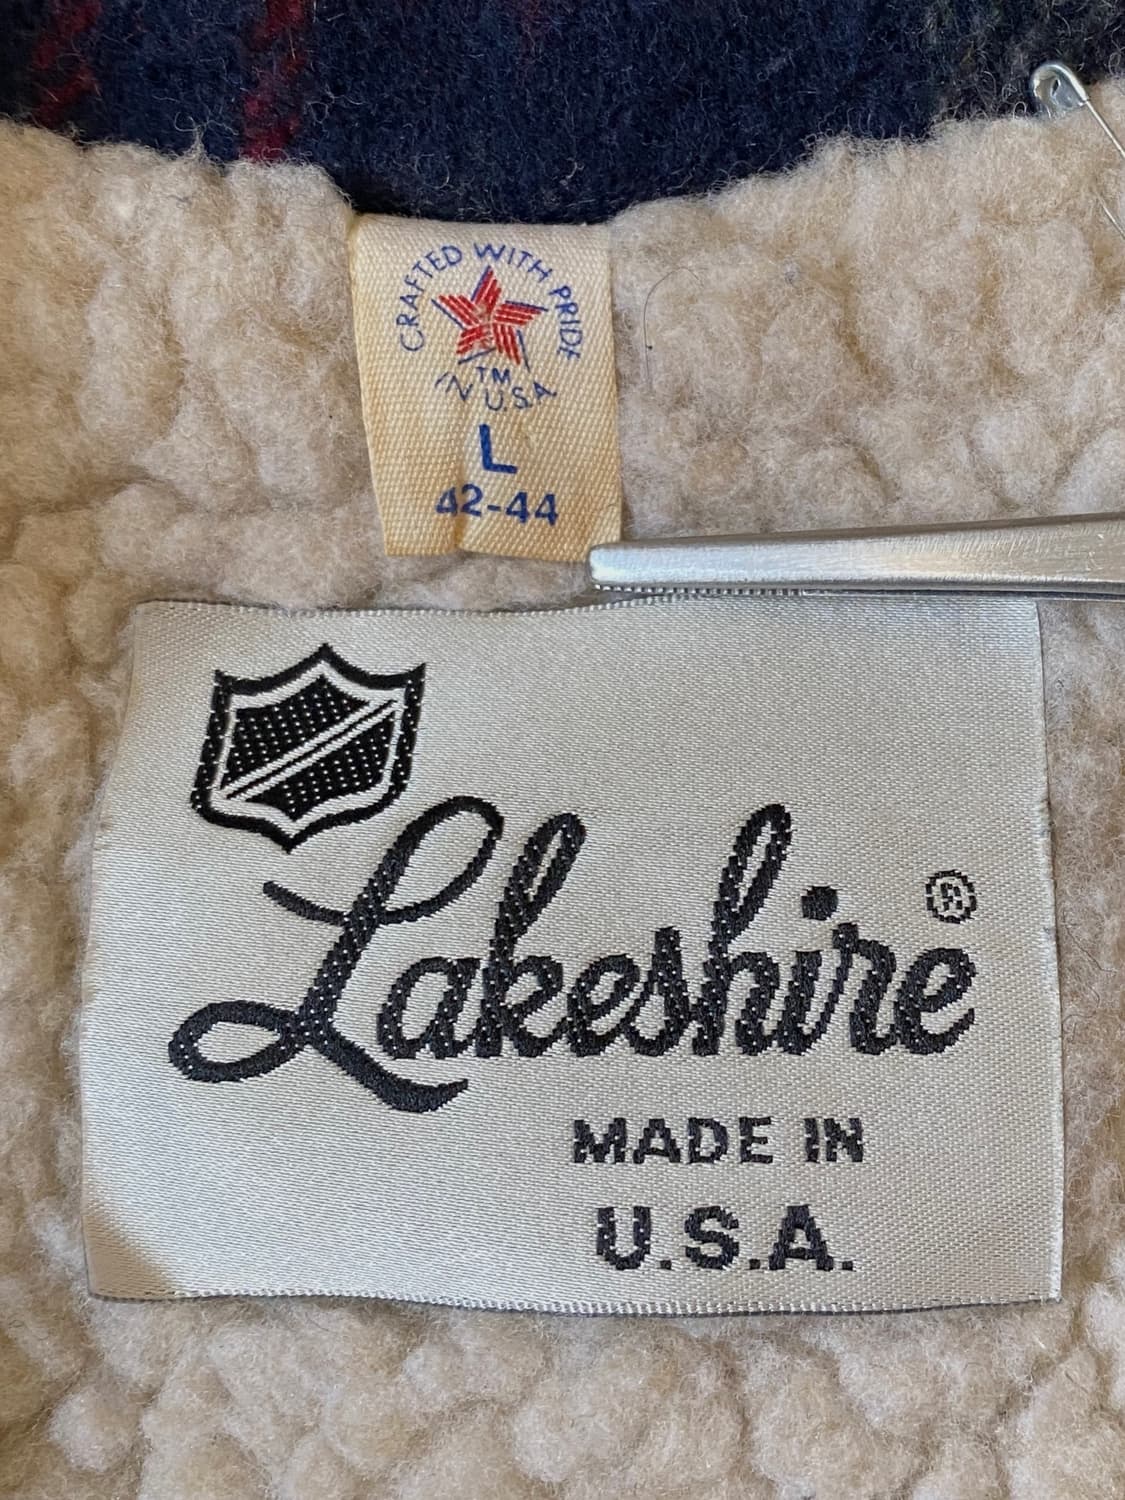 CRAFTED WITH PRIDE
TM
IN U.S.A
L
42-44
Lakeshire ®
MADE IN
U.S.A.